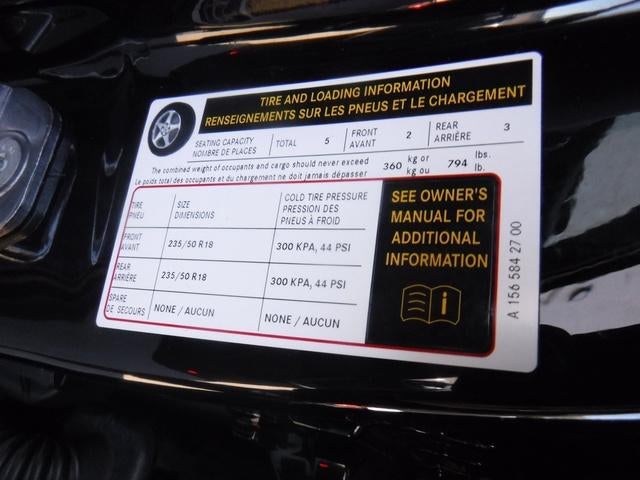 TIRE AND LOADING INFORMATION
RENSEIGNEMENTS SUR LES PNEUS ET LE CHARGEMENT
SEATING CAPACITY
NOMBRE DE PLACES
TOTAL 5
FRONT
AVANT 2
REAR
ARRIÈRE 3
The combined weight of occupants and cargo should never exceed
Le poids total des occupants et du chargement ne doit jamais dépasser
360 kg or
kg ou
794 lbs.
lb.
TIRE
PNEU
SIZE
DIMENSIONS
COLD TIRE PRESSURE
PRESSION DES
PNEUS À FROID
FRONT
AVANT
235/50 R18
300 KPA, 44 PSI
REAR
ARRIÈRE
235/50 R18
300 KPA, 44 PSI
SPARE
DE SECOURS
NONE / AUCUN
NONE / AUCUN
SEE OWNER'S
MANUAL FOR
ADDITIONAL
INFORMATION
i
A 156 584 27 00